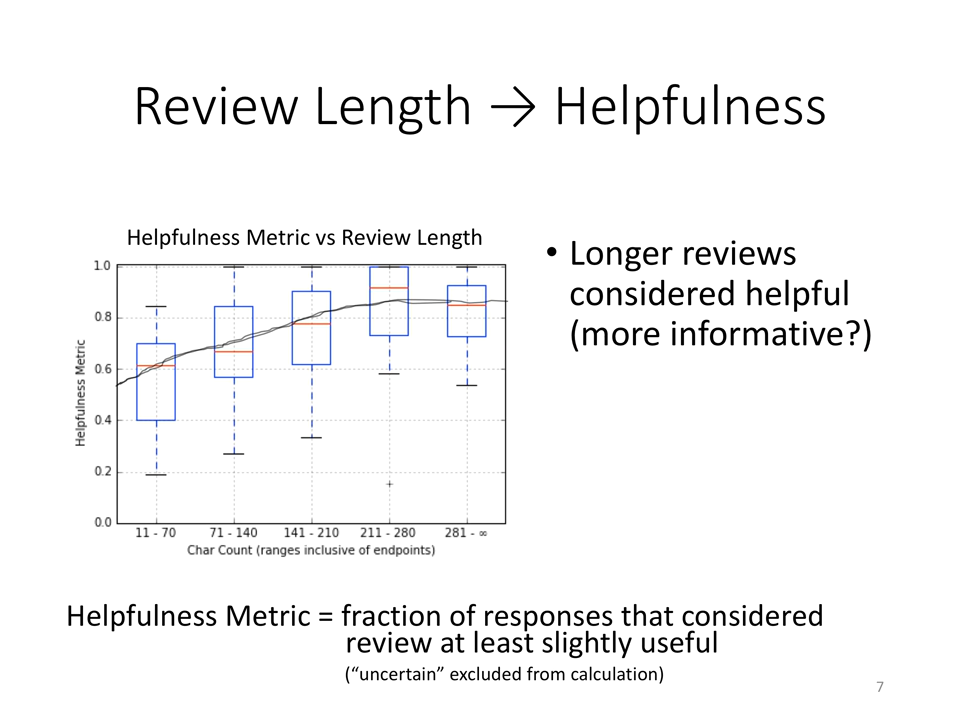 Review Length → Helpfulness
Helpfulness Metric vs Review Length
1.0
0.8
0.6
0.4
0.2
0.0
Helpfulness Metric
11 - 70 71 - 140 141 - 210 211 - 280 281 - ∞
Char Count (ranges inclusive of endpoints)
• Longer reviews
considered helpful
(more informative?)
Helpfulness Metric = fraction of responses that considered
review at least slightly useful
(“uncertain” excluded from calculation)
7